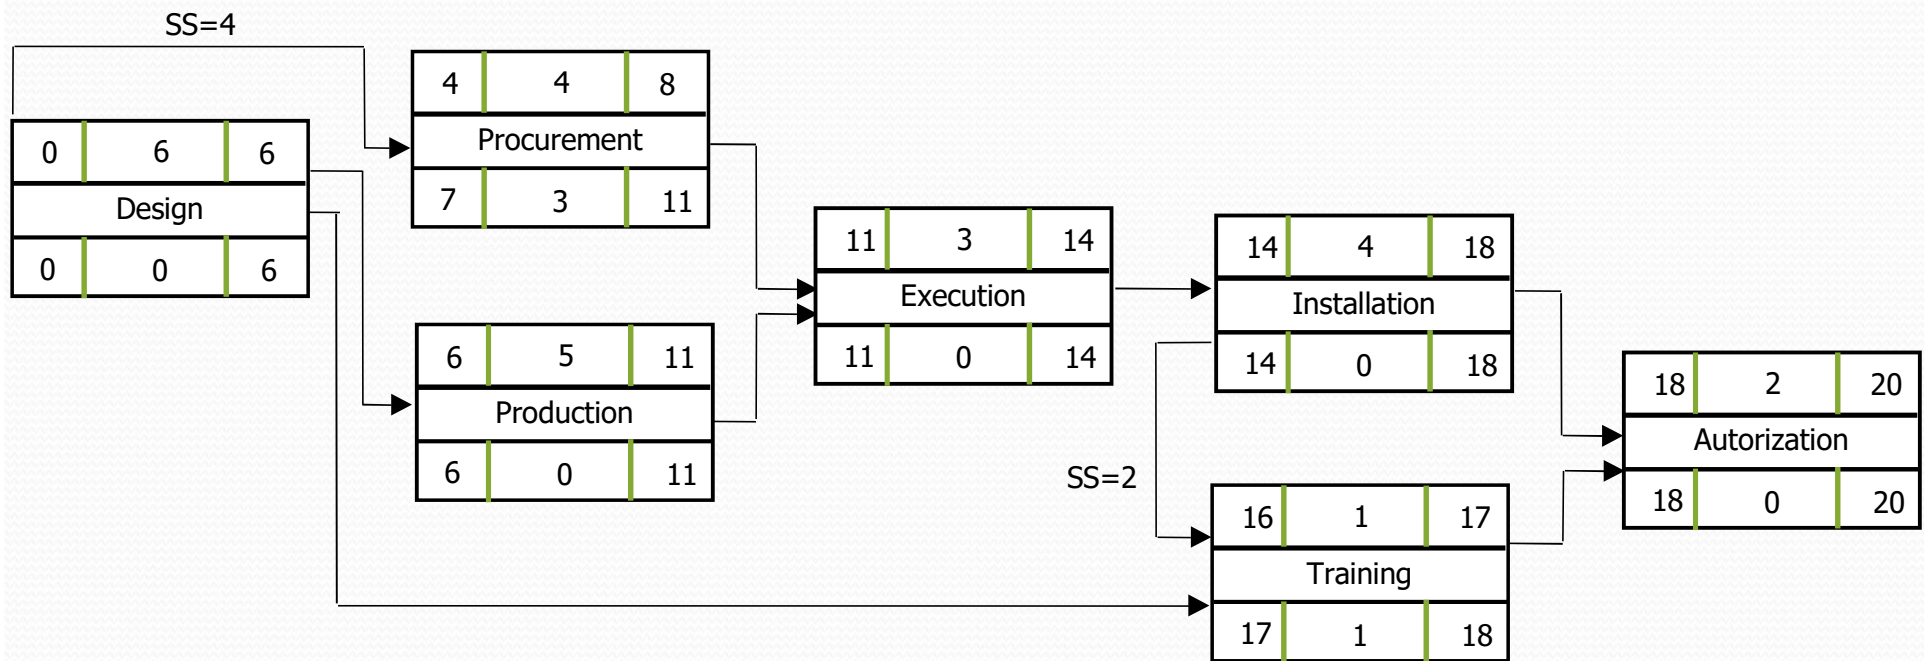 SS=4
4 4 8
Procurement
7 3 11
0 6 6
Design
0 0 6
11 3 14
Execution
11 0 14
14 4 18
Installation
14 0 18
6 5 11
Production
6 0 11
18 2 20
Autorization
18 0 20
SS=2
16 1 17
Training
17 1 18